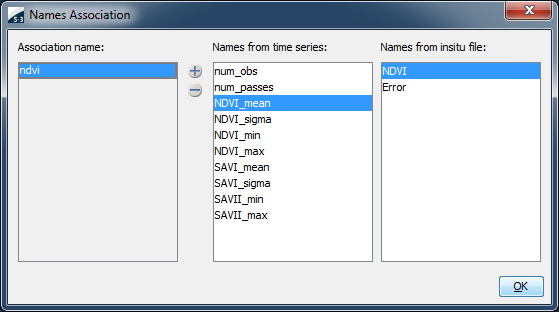 S-3 Names Association
Association name: Names from time series: Names from insitu file:
ndvi
num_obs
num_passes
NDVI_mean
NDVI_sigma
NDVI_min
NDVI_max
SAVI_mean
SAVI_sigma
SAVII_min
SAVII_max
NDVI
Error
OK